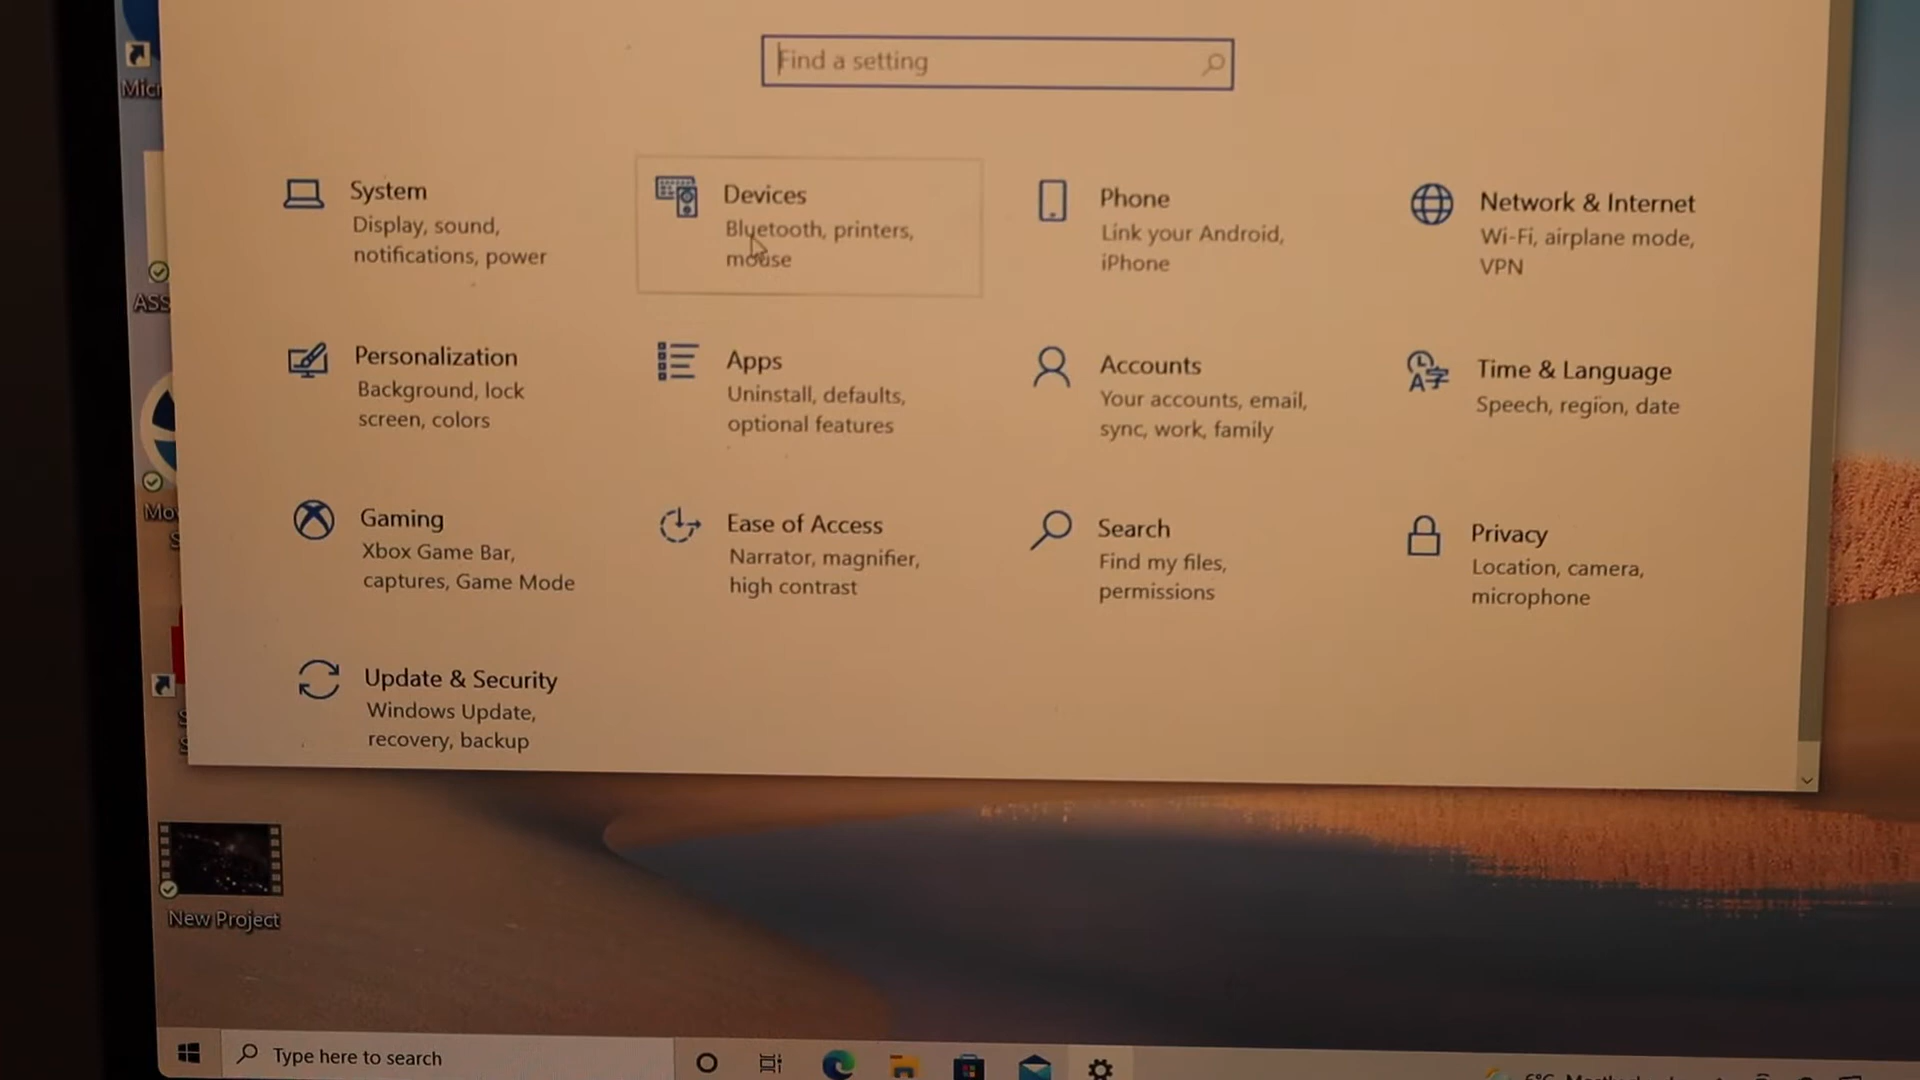 Find a setting
System
Display, sound,
notifications, power
Devices
Bluetooth, printers,
mouse
Phone
Link your Android,
iPhone
Network & Internet
Wi-Fi, airplane mode,
VPN
Personalization
Background, lock
screen, colors
Apps
Uninstall, defaults,
optional features
Accounts
Your accounts, email,
sync, work, family
Time & Language
Speech, region, date
Gaming
Xbox Game Bar,
captures, Game Mode
Ease of Access
Narrator, magnifier,
high contrast
Search
Find my files,
permissions
Privacy
Location, camera,
microphone
Update & Security
Windows Update,
recovery, backup
Micr
ASS
Mov
S
New Project
Type here to search